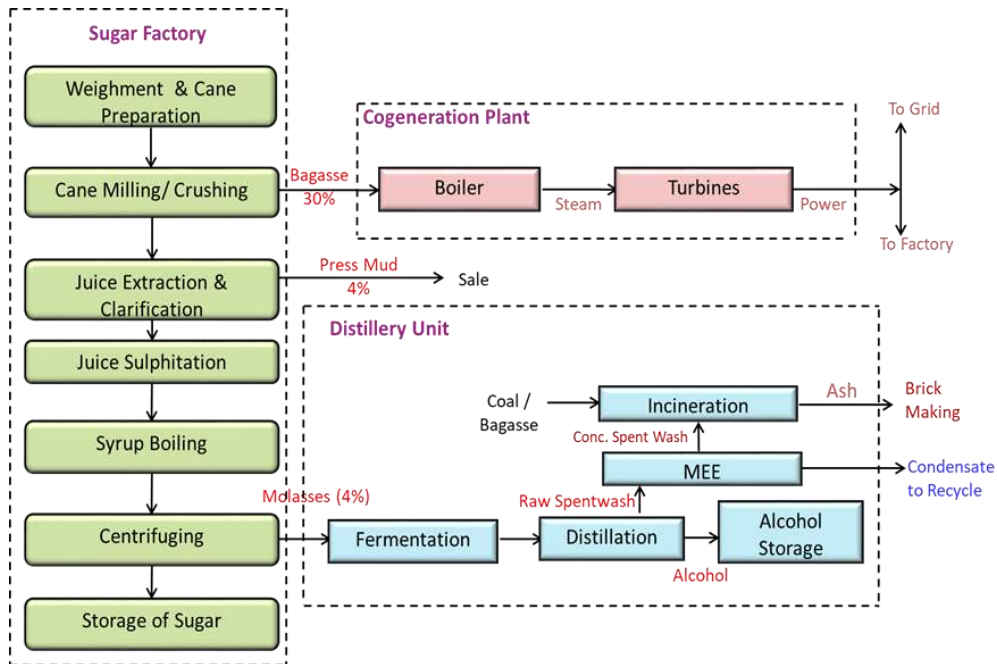 Sugar Factory
Weighment & Cane
Preparation
Cane Milling/ Crushing
Juice Extraction &
Clarification
Juice Sulphitation
Syrup Boiling
Centrifuging
Storage of Sugar
Bagasse
30%
Cogeneration Plant
Boiler
Steam
Turbines
Power
To Grid
To Factory
Press Mud
4%
Sale
Distillery Unit
Coal /
Bagasse
Incineration
Ash
Brick
Making
Conc. Spent Wash
MEE
Condensate
to Recycle
Raw Spentwash
Molasses (4%)
Fermentation
Distillation
Alcohol
Alcohol
Storage